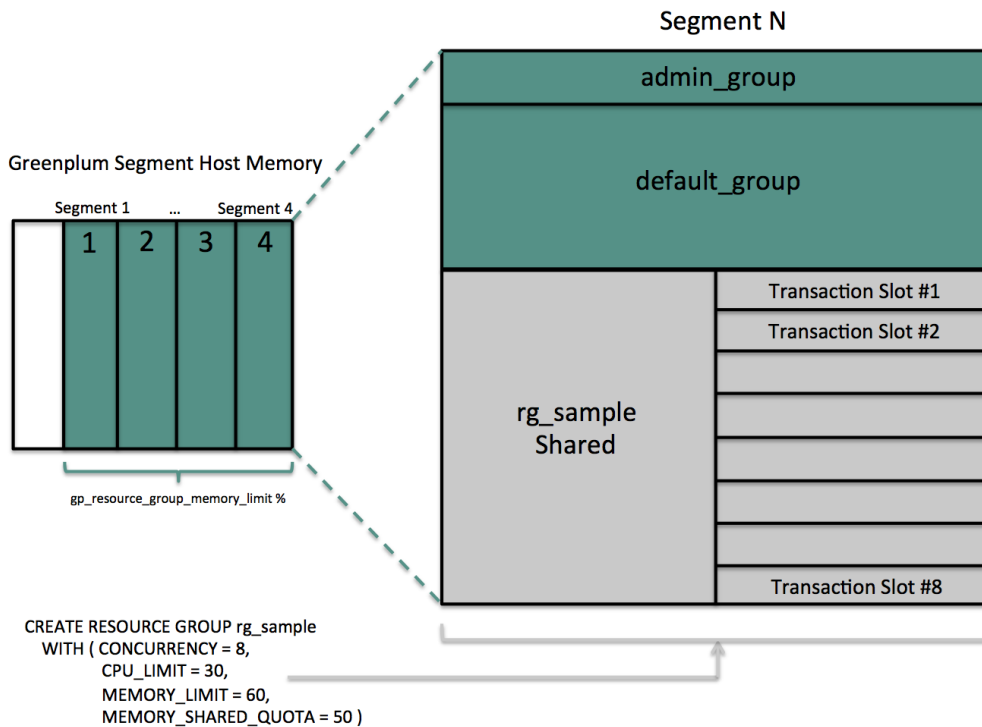 Segment N
admin_group
default_group
Greenplum Segment Host Memory
Segment 1 ... Segment 4
1 2 3 4
gp_resource_group_memory_limit %
rg_sample
Shared
Transaction Slot #1
Transaction Slot #2
Transaction Slot #8
CREATE RESOURCE GROUP rg_sample
WITH ( CONCURRENCY = 8,
CPU_LIMIT = 30,
MEMORY_LIMIT = 60,
MEMORY_SHARED_QUOTA = 50 )